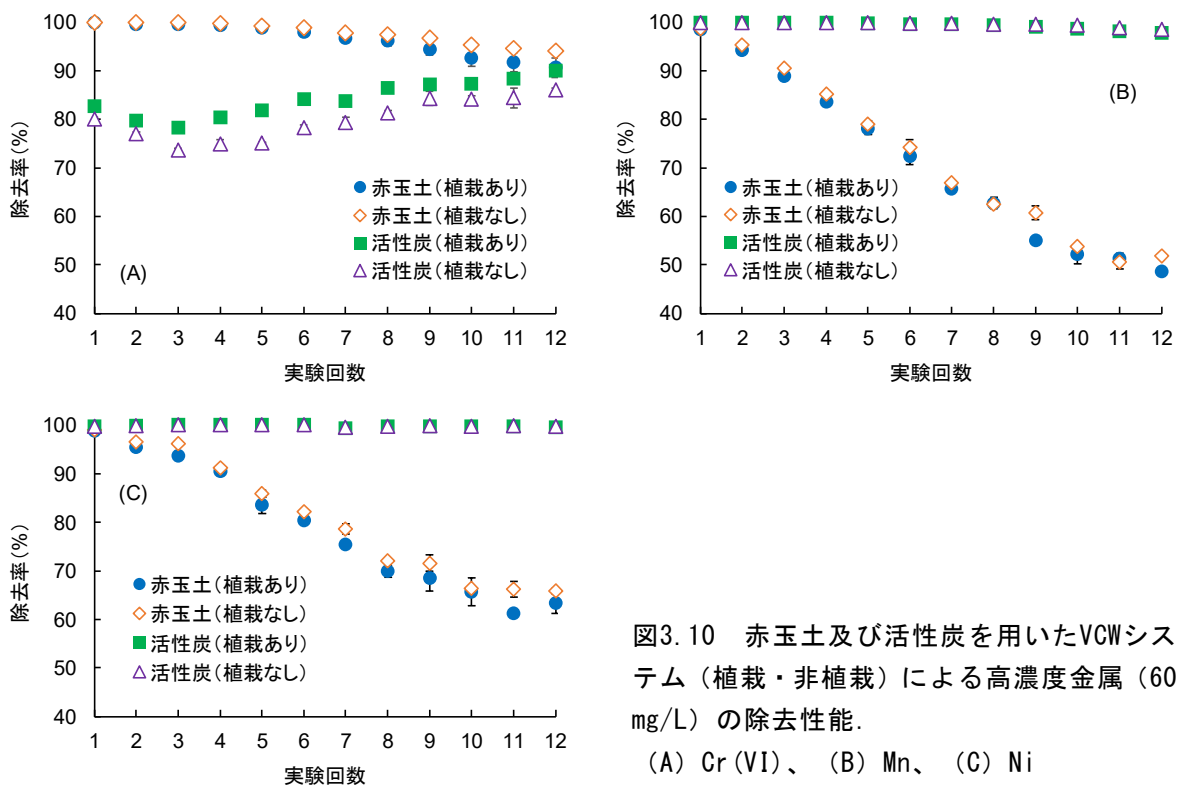 100
90
80
70
60
50
40
除去率(%)
赤玉土(植栽あり)
赤玉土(植栽なし)
活性炭(植栽あり)
活性炭(植栽なし)
(A)
1 2 3 4 5 6 7 8 9 10 11 12
実験回数
100
90
80
70
60
50
40
除去率(%)
(B)
赤玉土(植栽あり)
赤玉土(植栽なし)
活性炭(植栽あり)
活性炭(植栽なし)
1 2 3 4 5 6 7 8 9 10 11 12
実験回数
100
90
80
70
60
50
40
除去率(%)
(C)
赤玉土(植栽あり)
赤玉土(植栽なし)
活性炭(植栽あり)
活性炭(植栽なし)
1 2 3 4 5 6 7 8 9 10 11 12
実験回数
図3.10 赤玉土及び活性炭を用いたVCWシス
テム(植栽・非植栽)による高濃度金属(60
mg/L)の除去性能.
(A) Cr(VI)、 (B) Mn、 (C) Ni